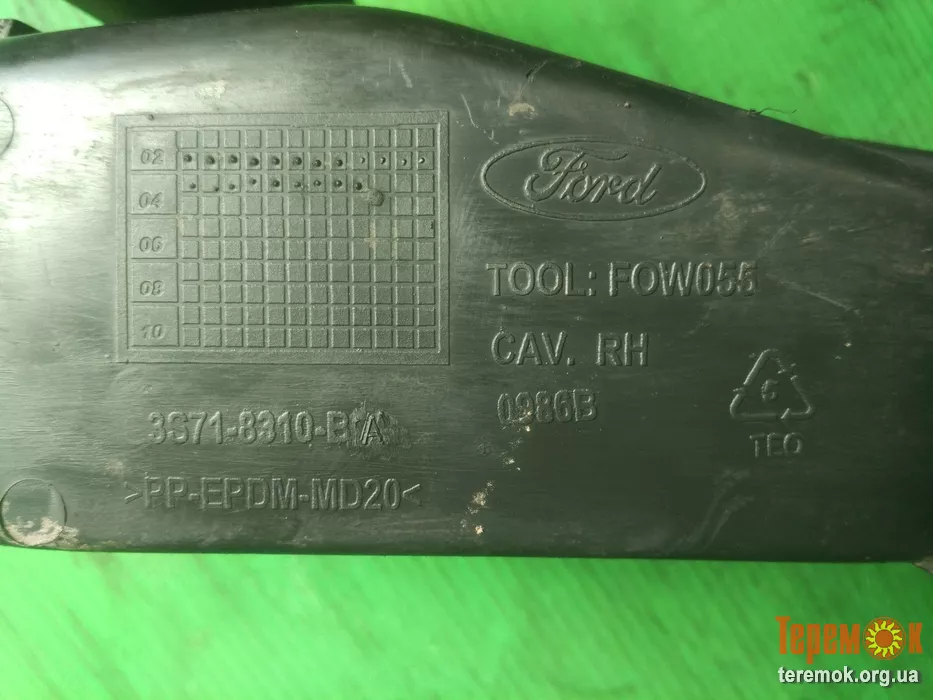 02
04
06
08
10
Ford
TOOL: FOW055
CAV. RH
0986B
3S71-8310-BA
>PP-EPDM-MD20<
6
TEO
ТеремОк
teremok.org.ua